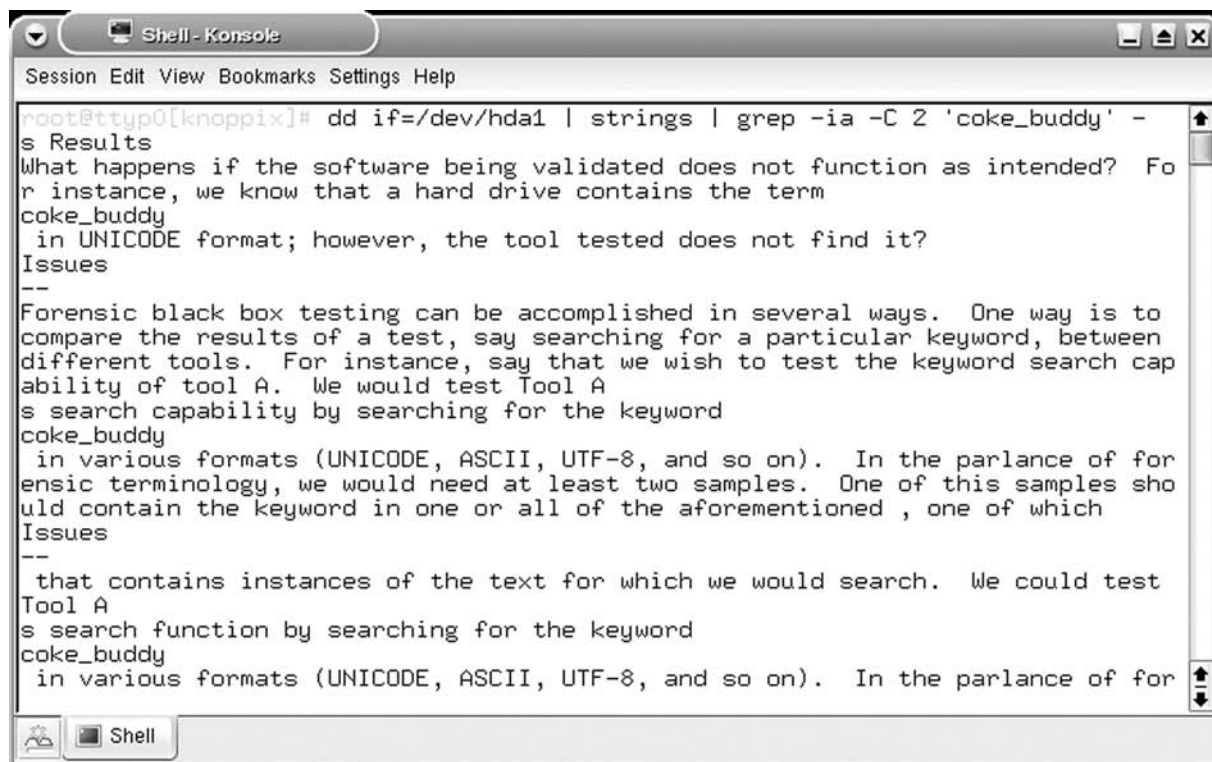 Shell - Konsole
Session Edit View Bookmarks Settings Help
root@ttyp0[knoppix]# dd if=/dev/hda1 | strings | grep -ia -C 2 'coke_buddy' -
s Results
What happens if the software being validated does not function as intended?  Fo
r instance, we know that a hard drive contains the term
coke_buddy
 in UNICODE format; however, the tool tested does not find it?
Issues
--
Forensic black box testing can be accomplished in several ways.  One way is to
compare the results of a test, say searching for a particular keyword, between
different tools.  For instance, say that we wish to test the keyword search cap
ability of tool A.  We would test Tool A
s search capability by searching for the keyword
coke_buddy
 in various formats (UNICODE, ASCII, UTF-8, and so on).  In the parlance of for
ensic terminology, we would need at least two samples.  One of this samples sho
uld contain the keyword in one or all of the aforementioned , one of which
Issues
--
 that contains instances of the text for which we would search.  We could test
Tool A
s search function by searching for the keyword
coke_buddy
 in various formats (UNICODE, ASCII, UTF-8, and so on).  In the parlance of for
Shell